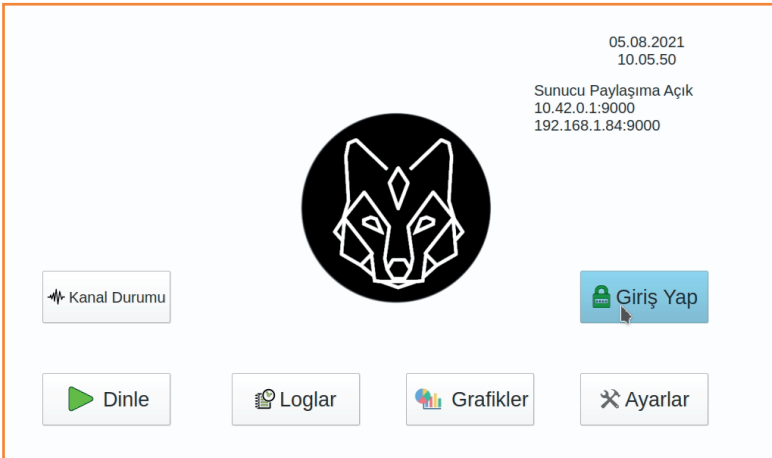 05.08.2021
10.05.50
Sunucu Paylaşıma Açık
10.42.0.1:9000
192.168.1.84:9000
Kanal Durumu
Giriş Yap
Dinle
Loglar
Grafikler
Ayarlar